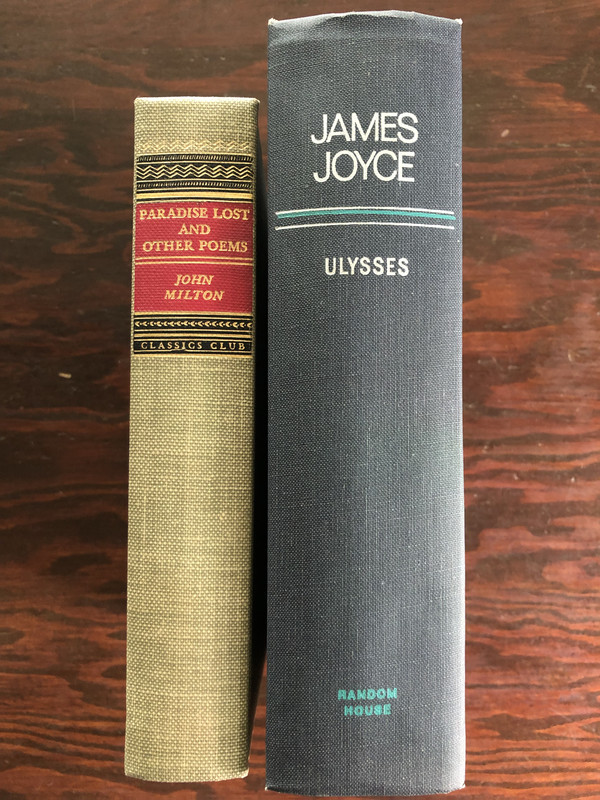 PARADISE LOST
AND
OTHER POEMS
JOHN
MILTON
CLASSICS CLUB
JAMES
JOYCE
ULYSSES
RANDOM
HOUSE